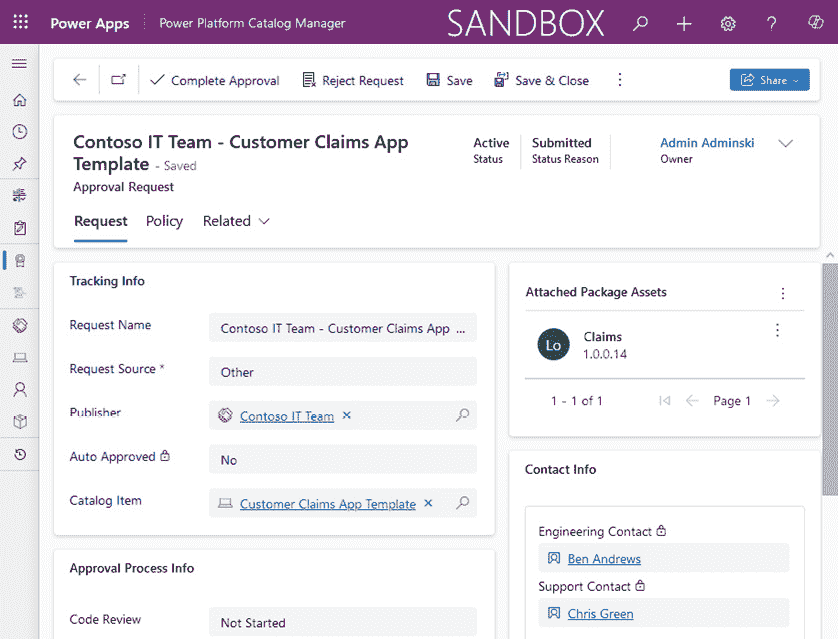 Power Apps
Power Platform Catalog Manager
SANDBOX
?
Complete Approval
Reject Request
Save
Save & Close
Share
Contoso IT Team - Customer Claims App
Template - Saved
Approval Request
Active
Status
Submitted
Status Reason
Admin Adminski
Owner
Request
Policy
Related
Tracking Info
Request Name
Contoso IT Team - Customer Claims App ...
Request Source *
Other
Publisher
Contoso IT Team
Auto Approved
No
Catalog Item
Customer Claims App Template
Approval Process Info
Code Review
Not Started
Attached Package Assets
Lo
Claims
1.0.0.14
1 - 1 of 1
Page 1
Contact Info
Engineering Contact
Ben Andrews
Support Contact
Chris Green